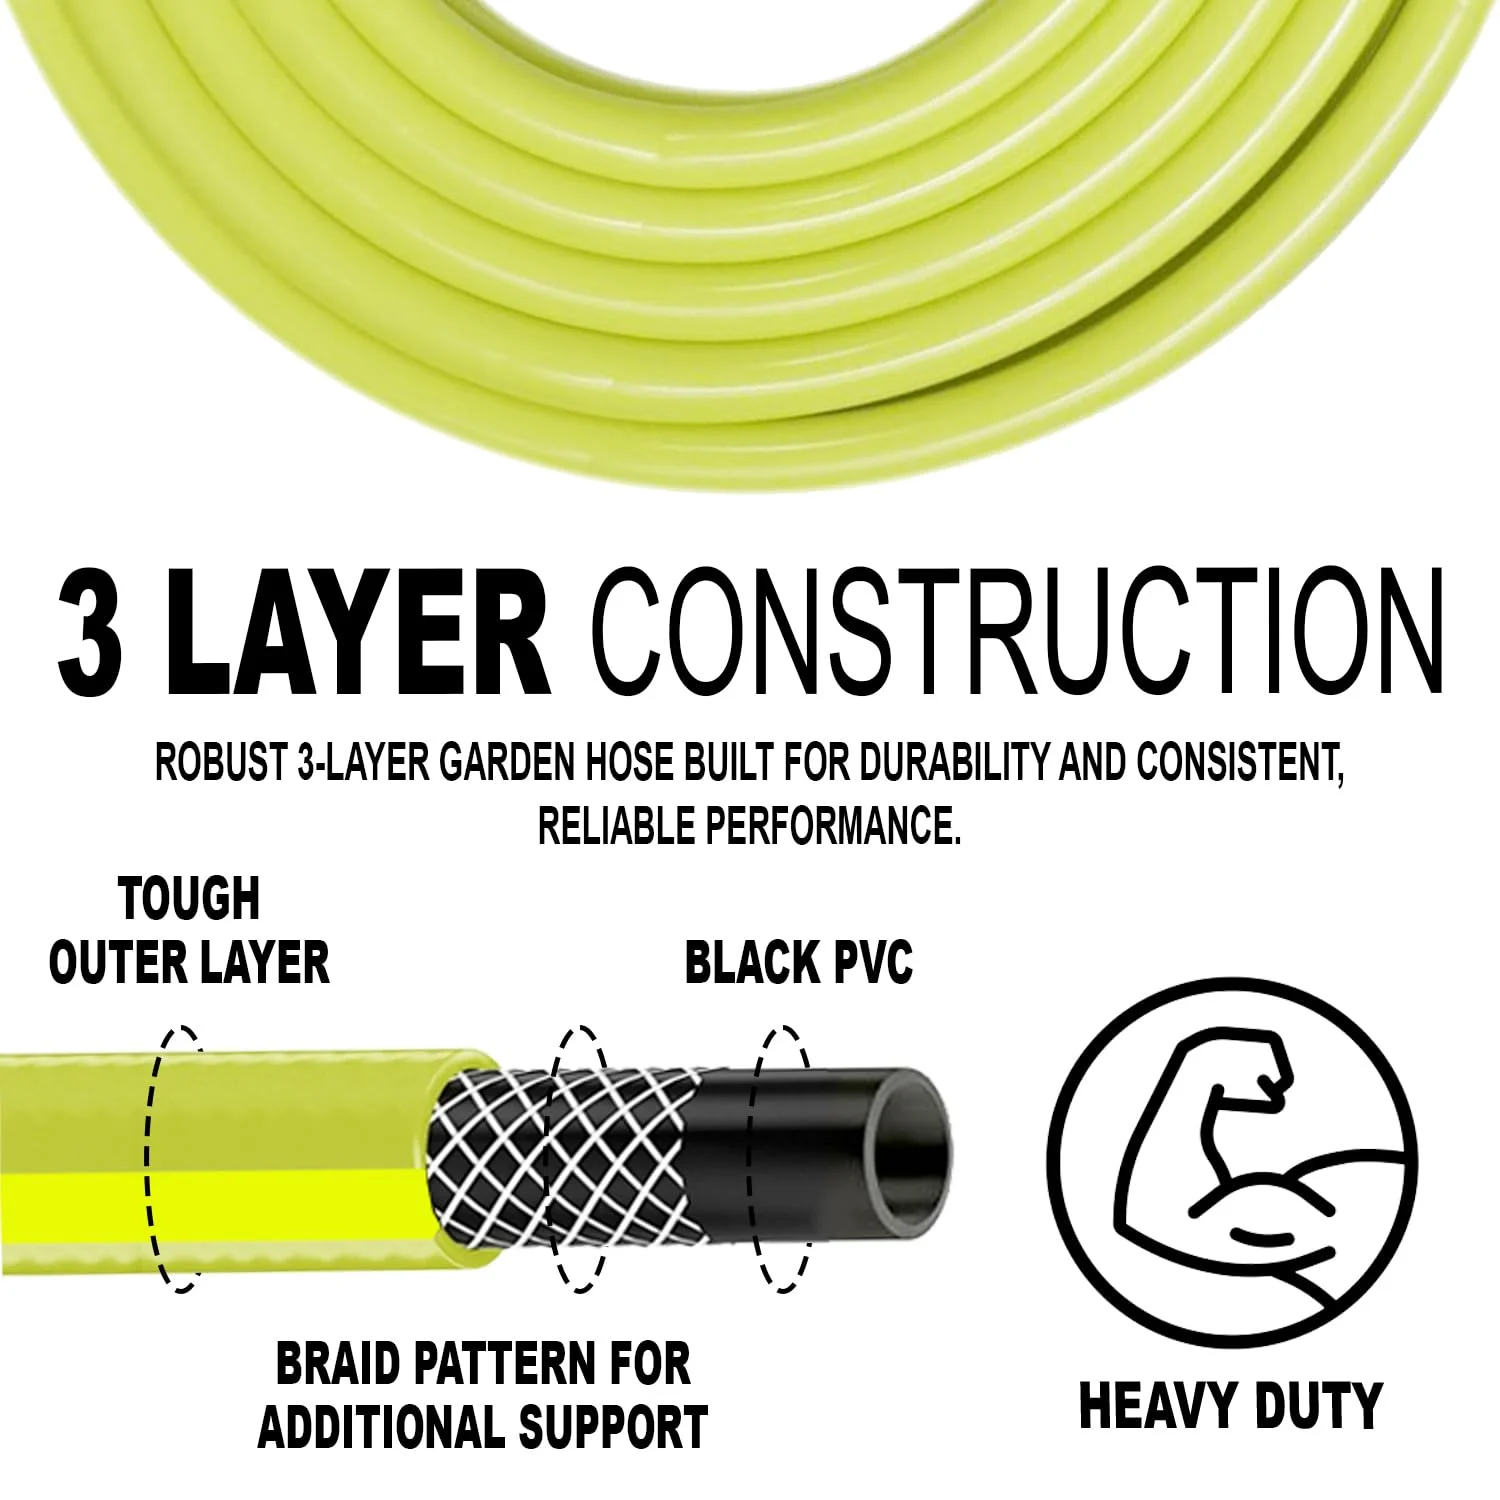 3 LAYER CONSTRUCTION
ROBUST 3-LAYER GARDEN HOSE BUILT FOR DURABILITY AND CONSISTENT,
RELIABLE PERFORMANCE.
TOUGH
OUTER LAYER
BLACK PVC
BRAID PATTERN FOR
ADDITIONAL SUPPORT
HEAVY DUTY